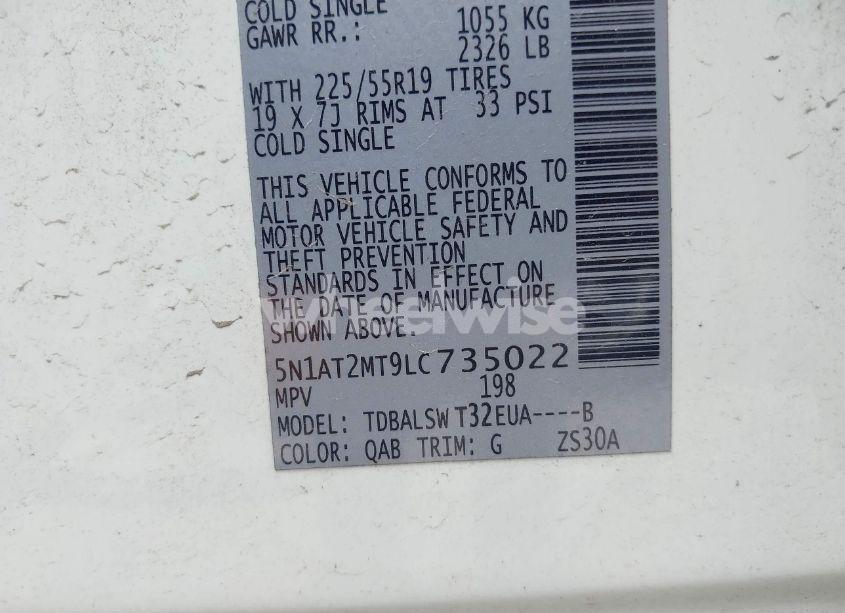 COLD SINGLE
GAWR RR.: 1055 KG
2326 LB
WITH 225/55R19 TIRES
19 X 7J RIMS AT 33 PSI
COLD SINGLE
THIS VEHICLE CONFORMS TO
ALL APPLICABLE FEDERAL
MOTOR VEHICLE SAFETY AND
THEFT PREVENTION
STANDARDS IN EFFECT ON
THE DATE OF MANUFACTURE
SHOWN ABOVE.
wheelwise
5N1AT2MT9LC735022
MPV 198
MODEL: TDBALSWT32EUA----B
COLOR: QAB TRIM: G ZS30A